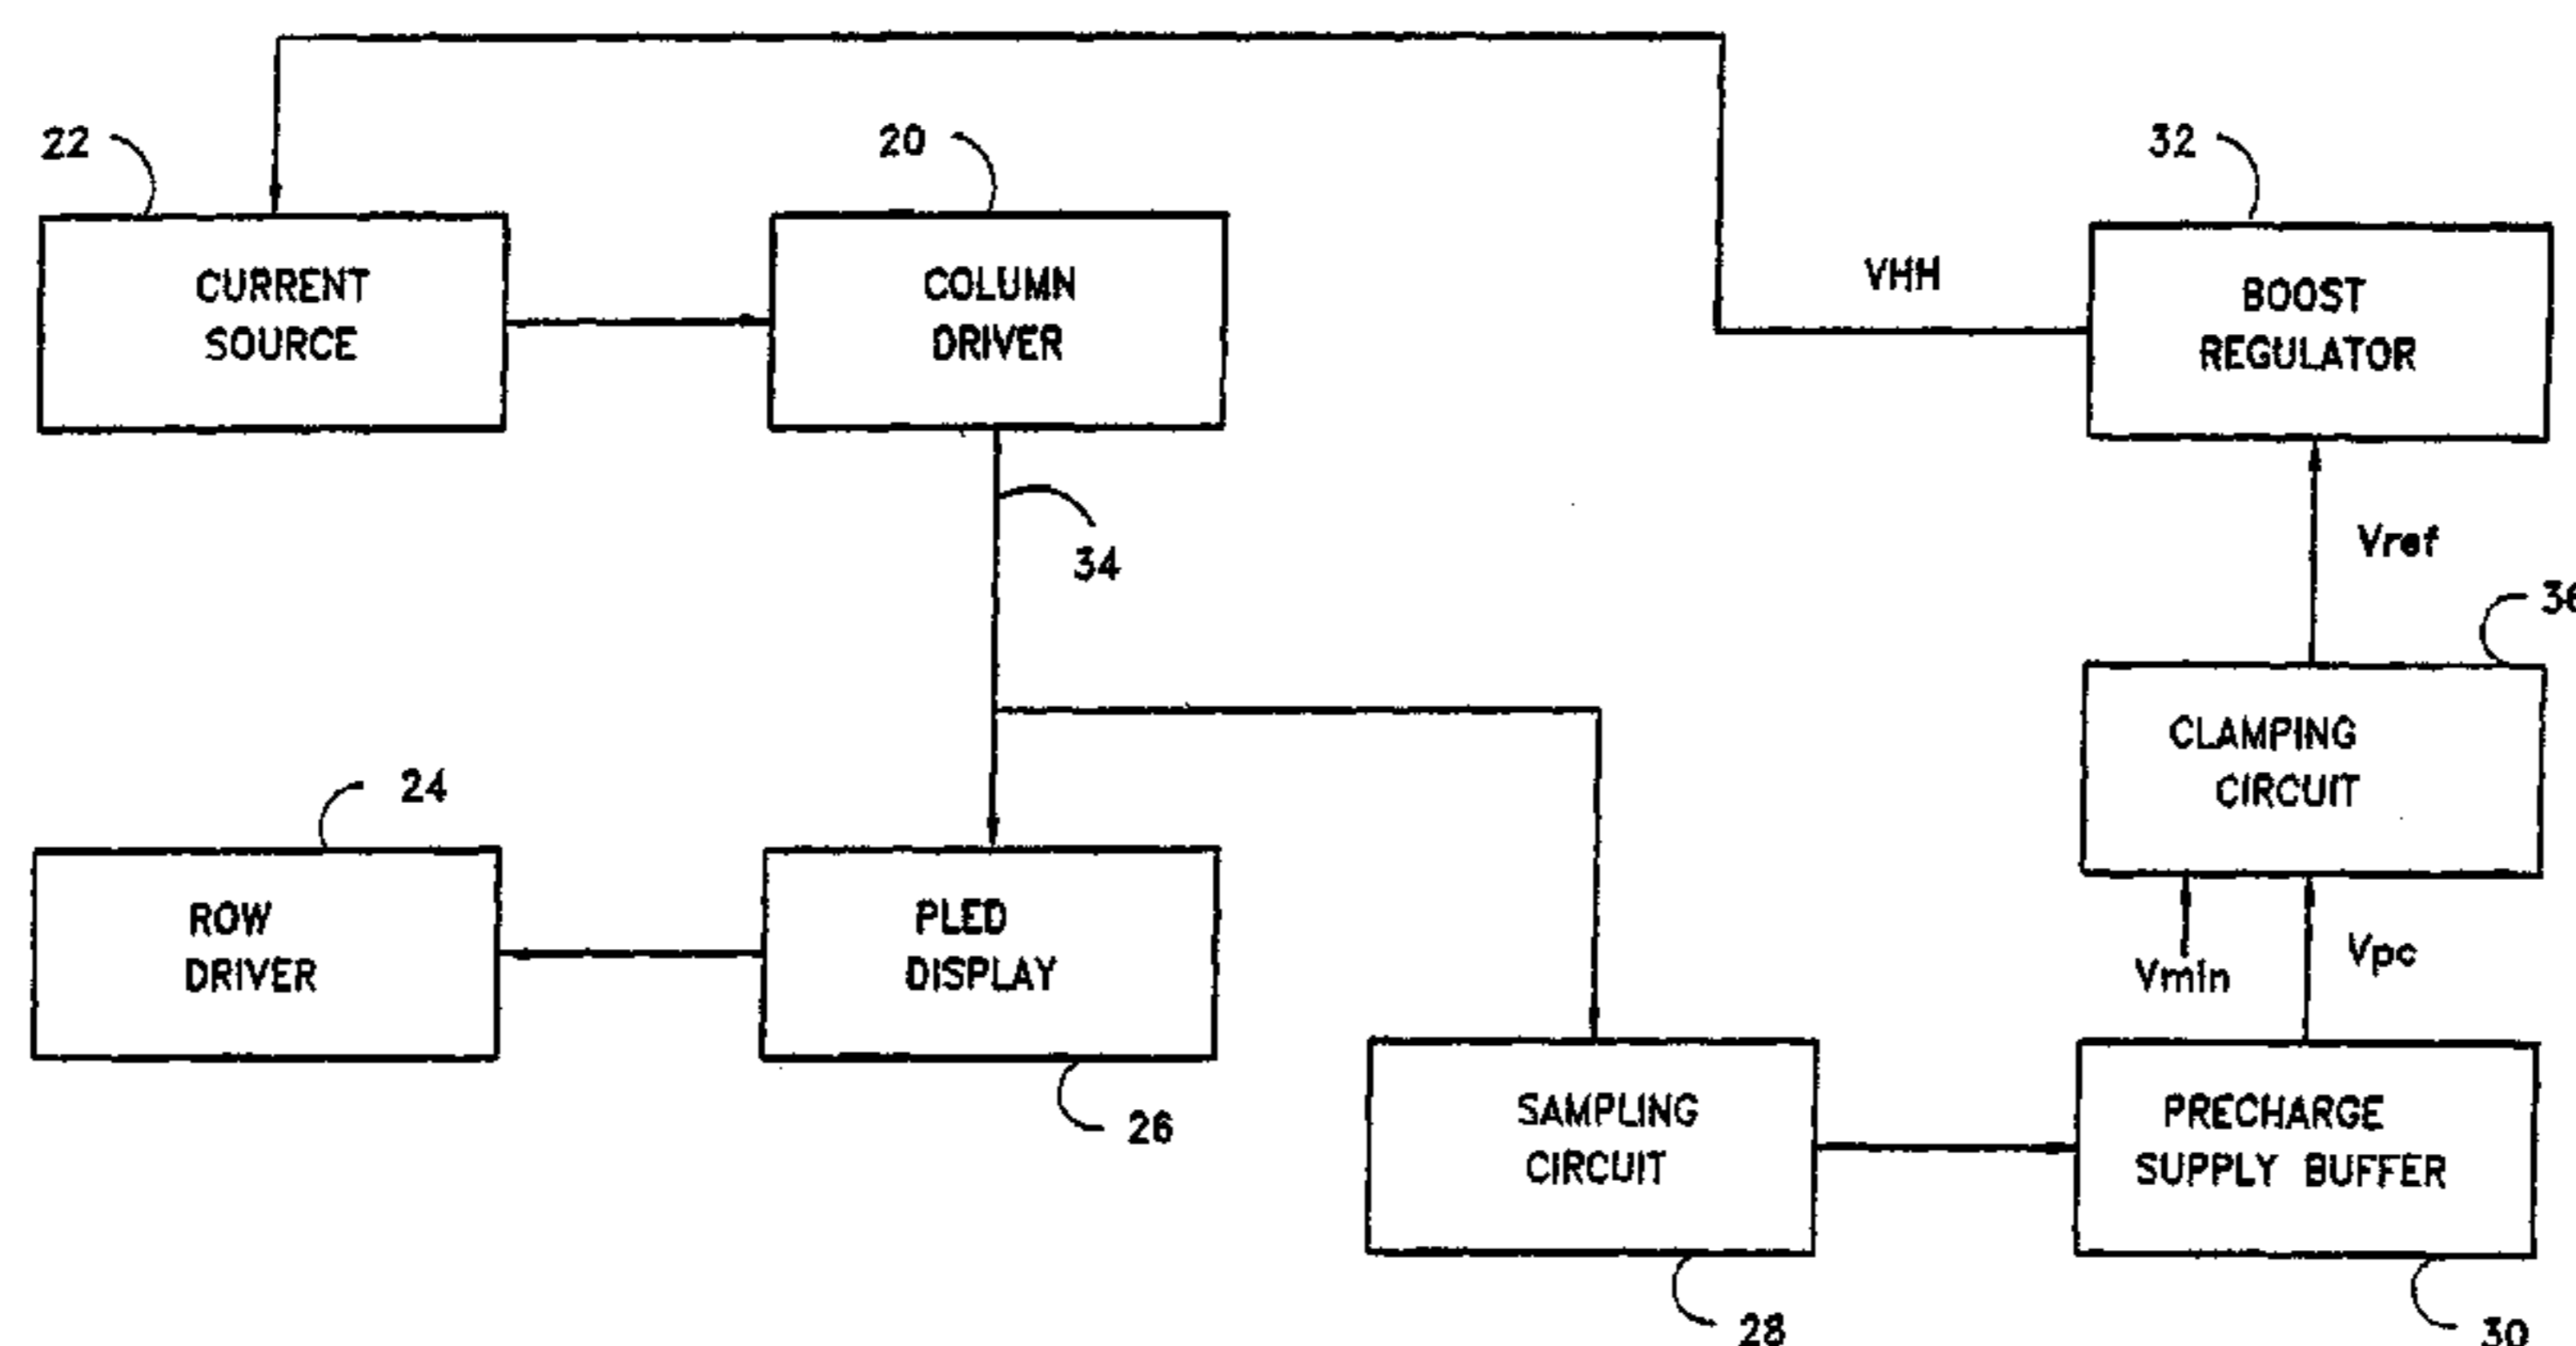 22
20
32
CURRENT
SOURCE
COLUMN
DRIVER
VHH
BOOST
REGULATOR
34
Vref
36
CLAMPING
CIRCUIT
24
ROW
DRIVER
PLED
DISPLAY
Vmin
Vpc
26
SAMPLING
CIRCUIT
PRECHARGE
SUPPLY BUFFER
28
30